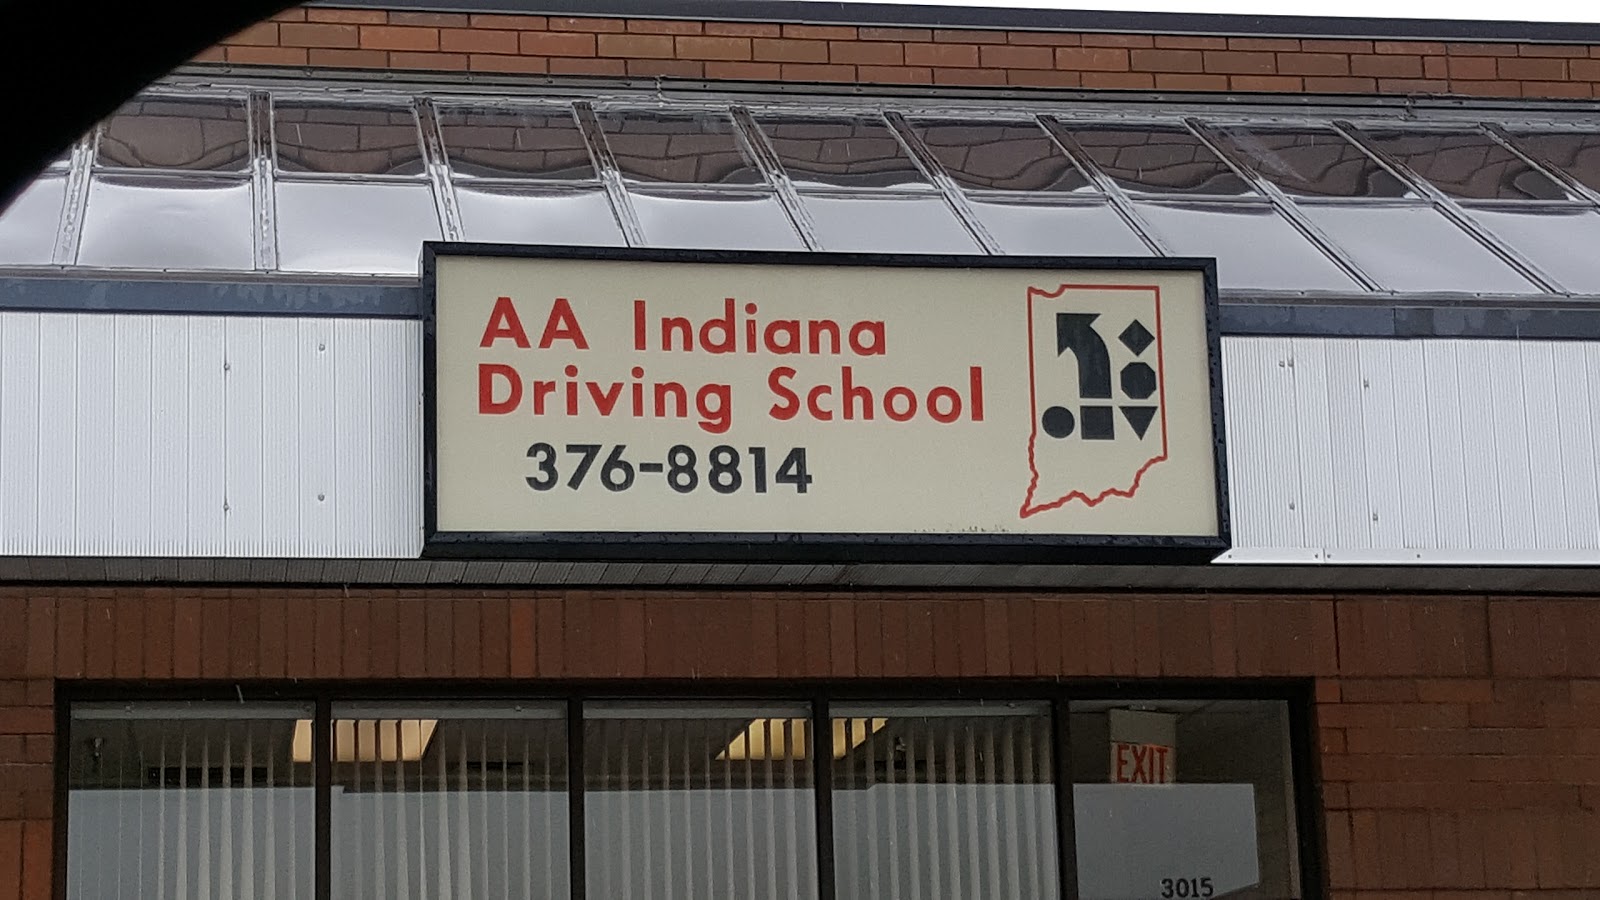 AA Indiana
Driving School
376-8814
EXIT
3015